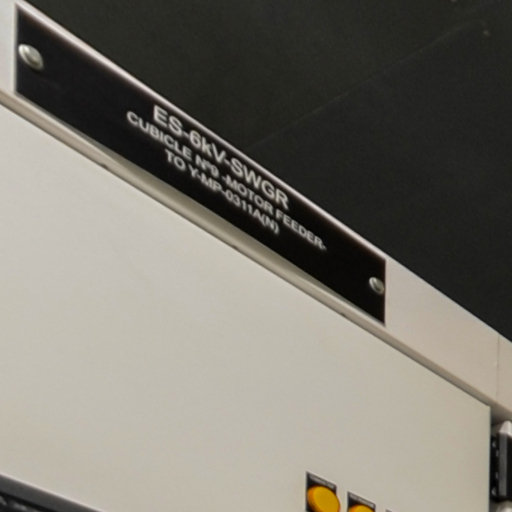 ES-6kV-SWGR
CUBICLE Nº9 -MOTOR FEEDER-
TO Y-MP-0311A(N)